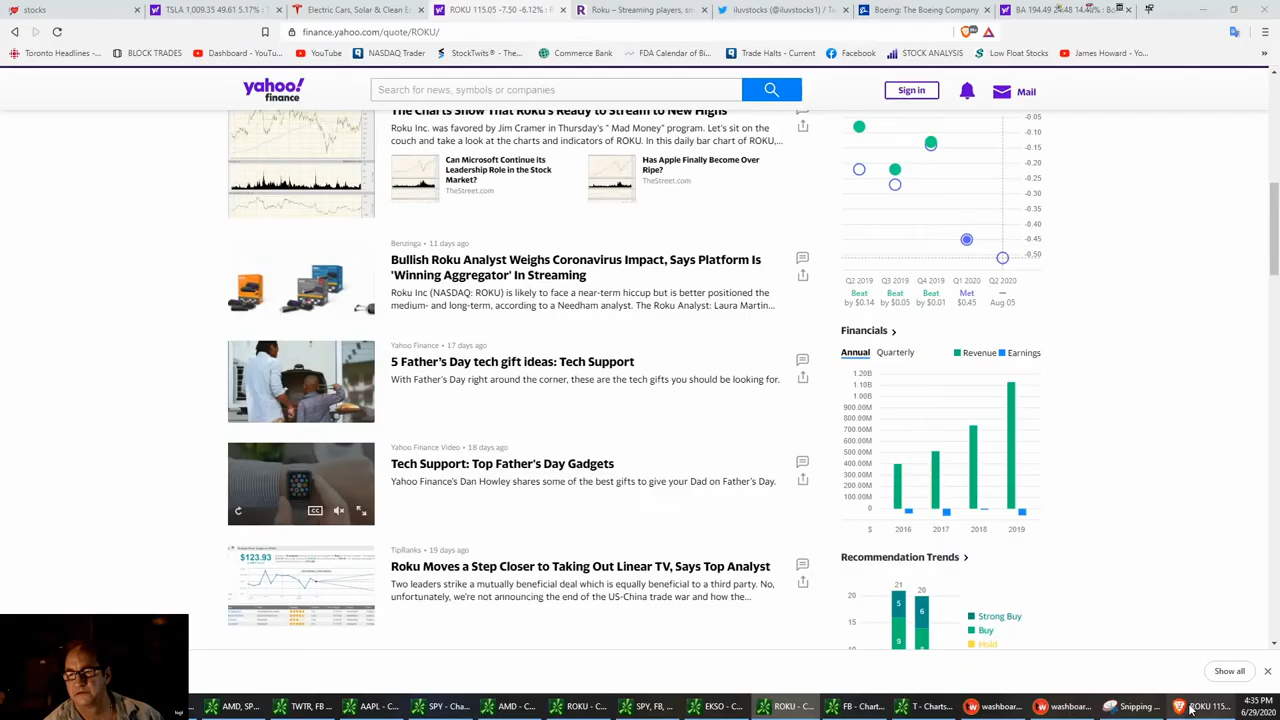 stocks
TSLA 1,009.35 49.61 5.17% : 1
Electric Cars, Solar & Clean E
ROKU 115.05 -7.50 -6.12% : R
Roku – Streaming players, sn
iluvstocks (@iluvstocks1) / Tw
Boeing: The Boeing Company
BA 194.49
finance.yahoo.com/quote/ROKU/
Toronto Headlines -...
BLOCK TRADES
Dashboard - YouTu...
NASDAQ Trader
StockTwits® - The...
Commerce Bank
FDA Calendar of Bi...
Trade Halts - Current
Facebook
STOCK ANALYSIS
Low Float Stocks
James Howard - Yo...
yahoo!
finance
Search for news, symbols or companies
Sign in
Mail
The Charts Show That Roku's Ready to Stream to New Highs
Roku Inc. was favored by Jim Cramer in Thursday's " Mad Money" program. Let's sit on the
couch and take a look at the charts and indicators of ROKU. In this daily bar chart of ROKU,...
Can Microsoft Continue its
Leadership Role in the Stock
Market?
TheStreet.com
Has Apple Finally Become Over
Ripe?
TheStreet.com
Benzinga • 11 days ago
Bullish Roku Analyst Weighs Coronavirus Impact, Says Platform Is
'Winning Aggregator' In Streaming
Roku Inc (NASDAQ: ROKU) is likely to face a near-term hiccup but is better positioned the
medium- and long-term, according to a Needham analyst. The Roku Analyst: Laura Martin...
Yahoo Finance • 17 days ago
5 Father's Day tech gift ideas: Tech Support
With Father's Day right around the corner, these are the tech gifts you should be looking for.
Yahoo Finance Video • 18 days ago
Tech Support: Top Father's Day Gadgets
Yahoo Finance's Dan Howley shares some of the best gifts to give your Dad on Father's Day.
CC
TipRanks • 19 days ago
Roku Moves a Step Closer to Taking Out Linear TV, Says Top Analyst
Two leaders strike a mutually beneficial deal which is equally beneficial to a third party. No,
unfortunately, we're not announcing the end of the US-China trade war and how the...
$123.93
-0.05
-0.10
-0.15
-0.20
-0.25
-0.30
-0.35
-0.40
-0.45
-0.50
Q2 2019 Q3 2019 Q4 2019 Q1 2020 Q2 2020
Beat Beat Beat Met —
by $0.14 by $0.05 by $0.01 $0.45 Aug 05
Financials
Annual Quarterly Revenue Earnings
1.20B
1.10B
1.00B
900.00M
800.00M
700.00M
600.00M
500.00M
400.00M
300.00M
200.00M
100.00M
0
$ 2016 2017 2018 2019
Recommendation Trends
21 20
20
5 6
Strong Buy
15
Buy
9
Hold
10
Show all
AMD, SP...
TWTR, FB ...
AAPL - C...
SPY - Cha...
AMD - C...
ROKU - C...
SPY, FB, ...
EKSO - C...
ROKU - C...
FB - Chart...
T - Charts...
washboar...
washboar...
Snipping ...
ROKU 115...
4:35 PM
6/29/2020